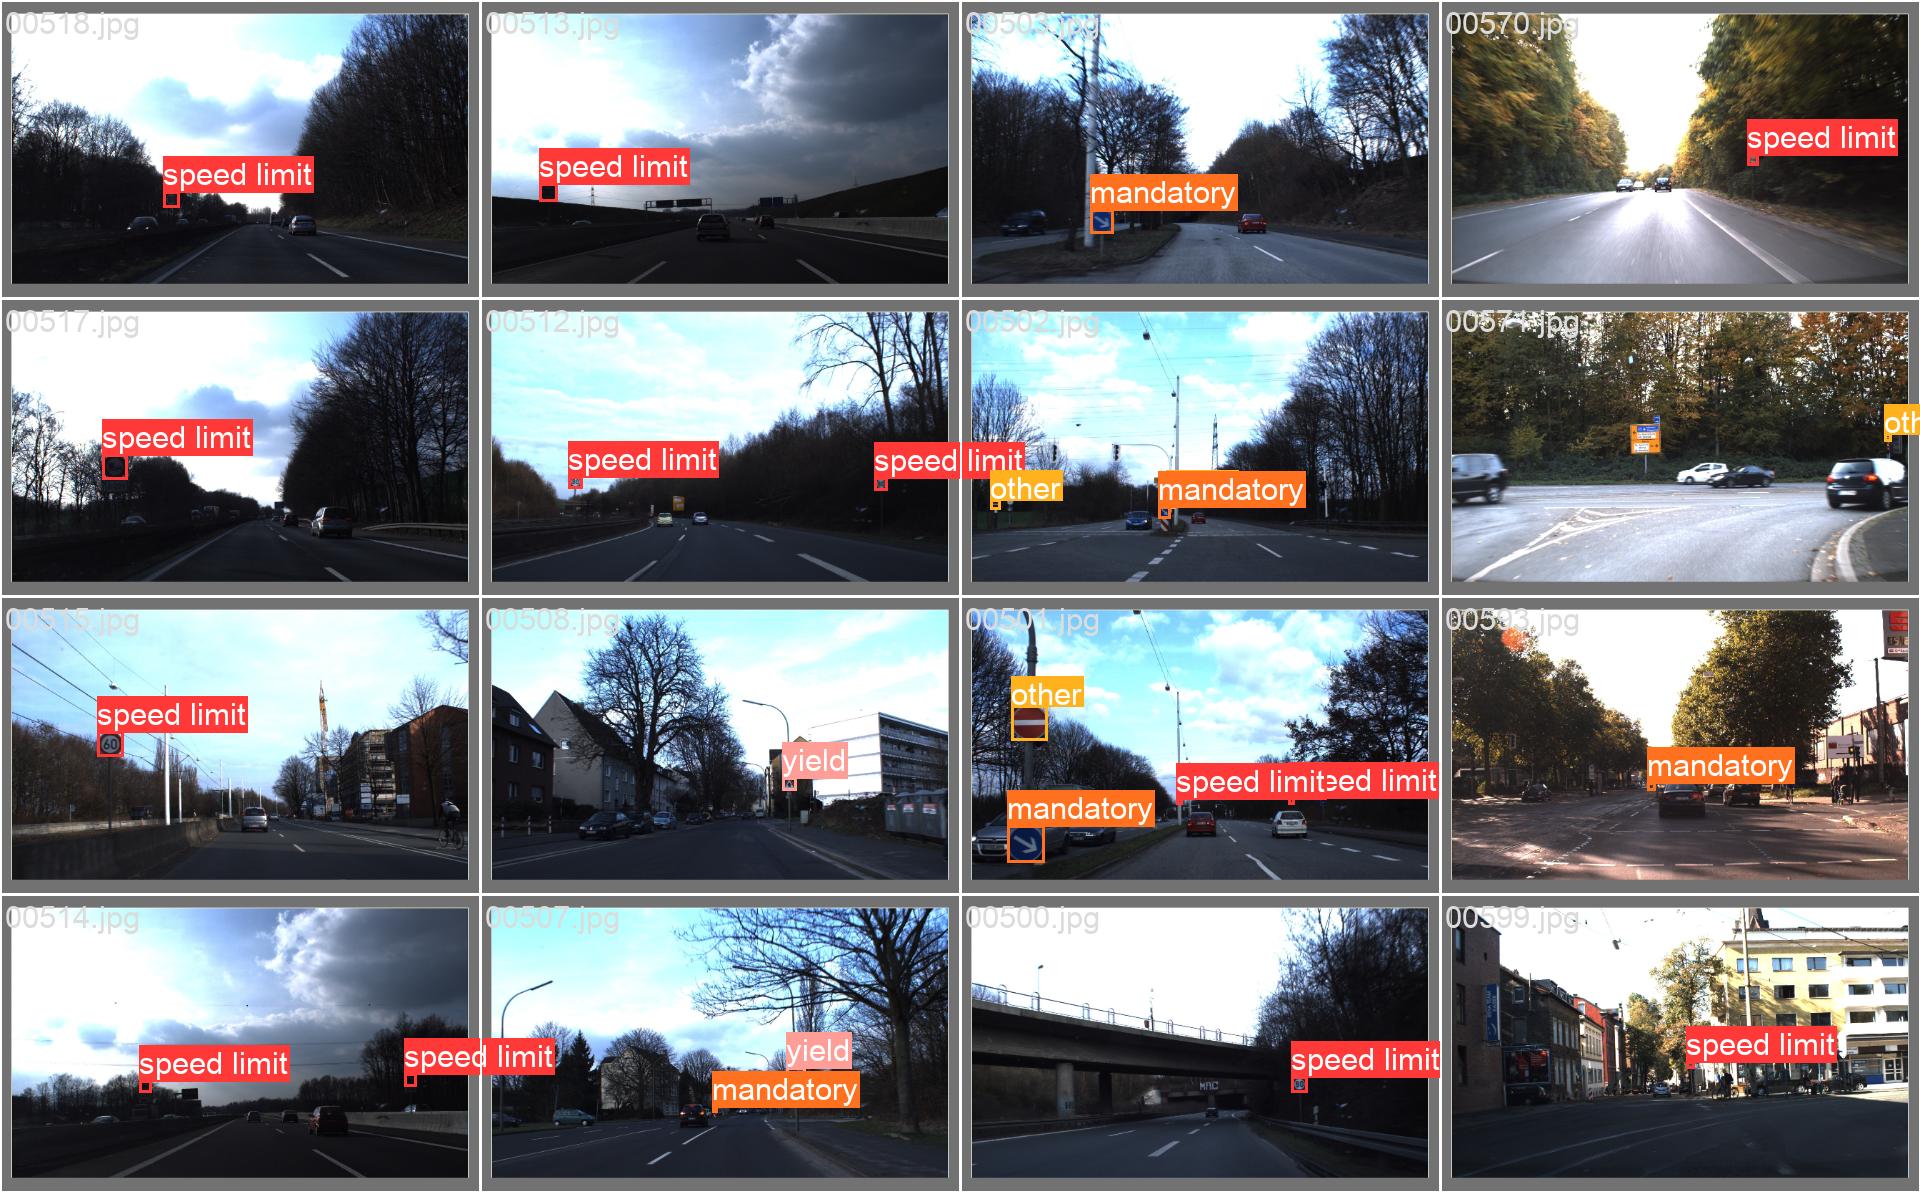 00518.jpg
speed limit
00513.jpg
speed limit
00503.jpg
mandatory
00570.jpg
speed limit
00517.jpg
speed limit
00512.jpg
speed limit
speed limit
00502.jpg
other
mandatory
00571.jpg
oth
00515.jpg
speed limit
60
00508.jpg
yield
00501.jpg
other
speed limit
eed limit
mandatory
00593.jpg
mandatory
00514.jpg
speed limit
speed limit
00507.jpg
yield
mandatory
00500.jpg
speed limit
00599.jpg
speed limit